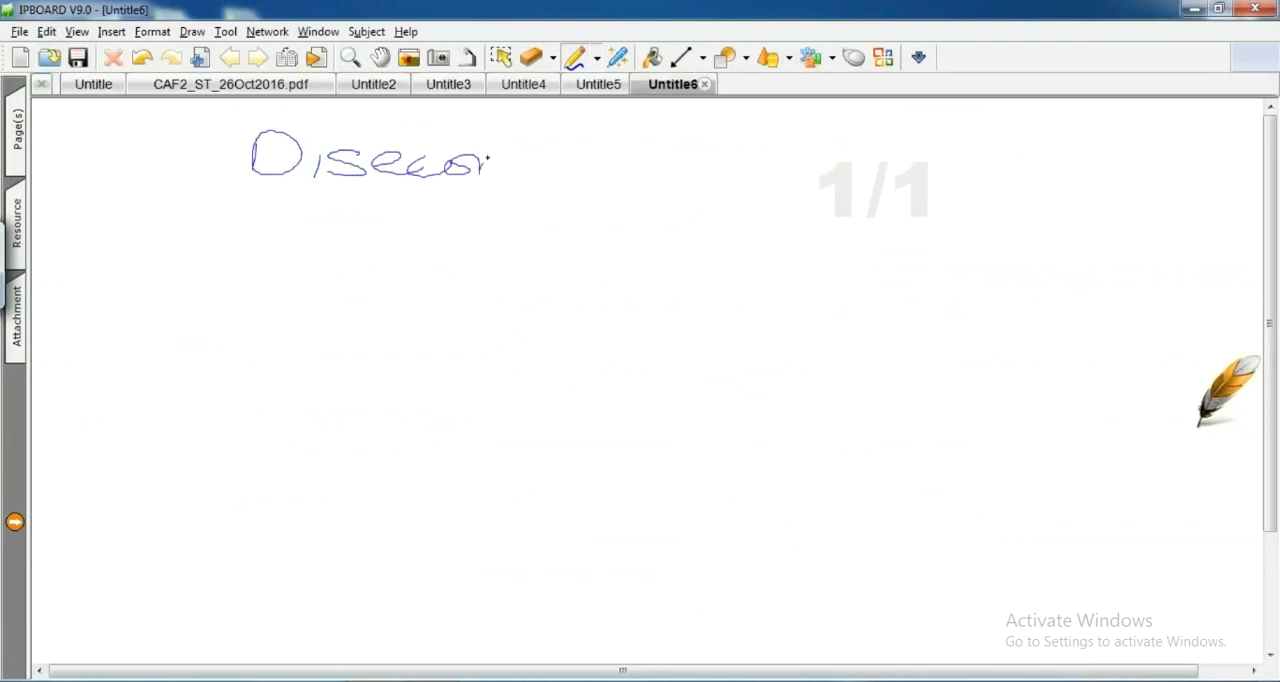 IPBOARD V9.0 - [Untitle6]
File Edit View Insert Format Draw Tool Network Window Subject Help
Untitle CAF2_ST_26Oct2016.pdf Untitle2 Untitle3 Untitle4 Untitle5 Untitle6
Page(s)
Resource
Attachment
Disecor
1/1
Activate Windows
Go to Settings to activate Windows.